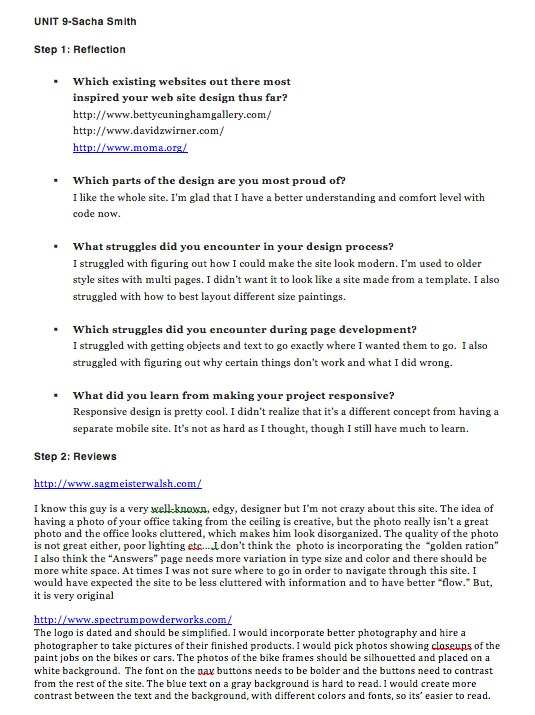 UNIT 9-Sacha Smith
Step 1: Reflection
▪ Which existing websites out there most
inspired your web site design thus far?
http://www.bettycuninghamgallery.com/
http://www.davidzwirner.com/
http://www.moma.org/
▪ Which parts of the design are you most proud of?
I like the whole site. I'm glad that I have a better understanding and comfort level with
code now.
▪ What struggles did you encounter in your design process?
I struggled with figuring out how I could make the site look modern. I'm used to older
style sites with multi pages. I didn't want it to look like a site made from a template. I also
struggled with how to best layout different size paintings.
▪ Which struggles did you encounter during page development?
I struggled with getting objects and text to go exactly where I wanted them to go.  I also
struggled with figuring out why certain things don't work and what I did wrong.
▪ What did you learn from making your project responsive?
Responsive design is pretty cool. I didn't realize that it's a different concept from having a
separate mobile site. It's not as hard as I thought, though I still have much to learn.
Step 2: Reviews
http://www.sagmeisterwalsh.com/
I know this guy is a very well-known, edgy, designer but I'm not crazy about this site. The idea of
having a photo of your office taking from the ceiling is creative, but the photo really isn't a great
photo and the office looks cluttered, which makes him look disorganized. The quality of the photo
is not great either, poor lighting etc....I don't think the  photo is incorporating the  "golden ration"
I also think the "Answers" page needs more variation in type size and color and there should be
more white space. At times I was not sure where to go in order to navigate through this site. I
would have expected the site to be less cluttered with information and to have better "flow." But,
it is very original
http://www.spectrumpowderworks.com/
The logo is dated and should be simplified. I would incorporate better photography and hire a
photographer to take pictures of their finished products. I would pick photos showing closeups of the
paint jobs on the bikes or cars. The photos of the bike frames should be silhouetted and placed on a
white background.  The font on the nav buttons needs to be bolder and the buttons need to contrast
from the rest of the site. The blue text on a gray background is hard to read. I would create more
contrast between the text and the background, with different colors and fonts, so its' easier to read.